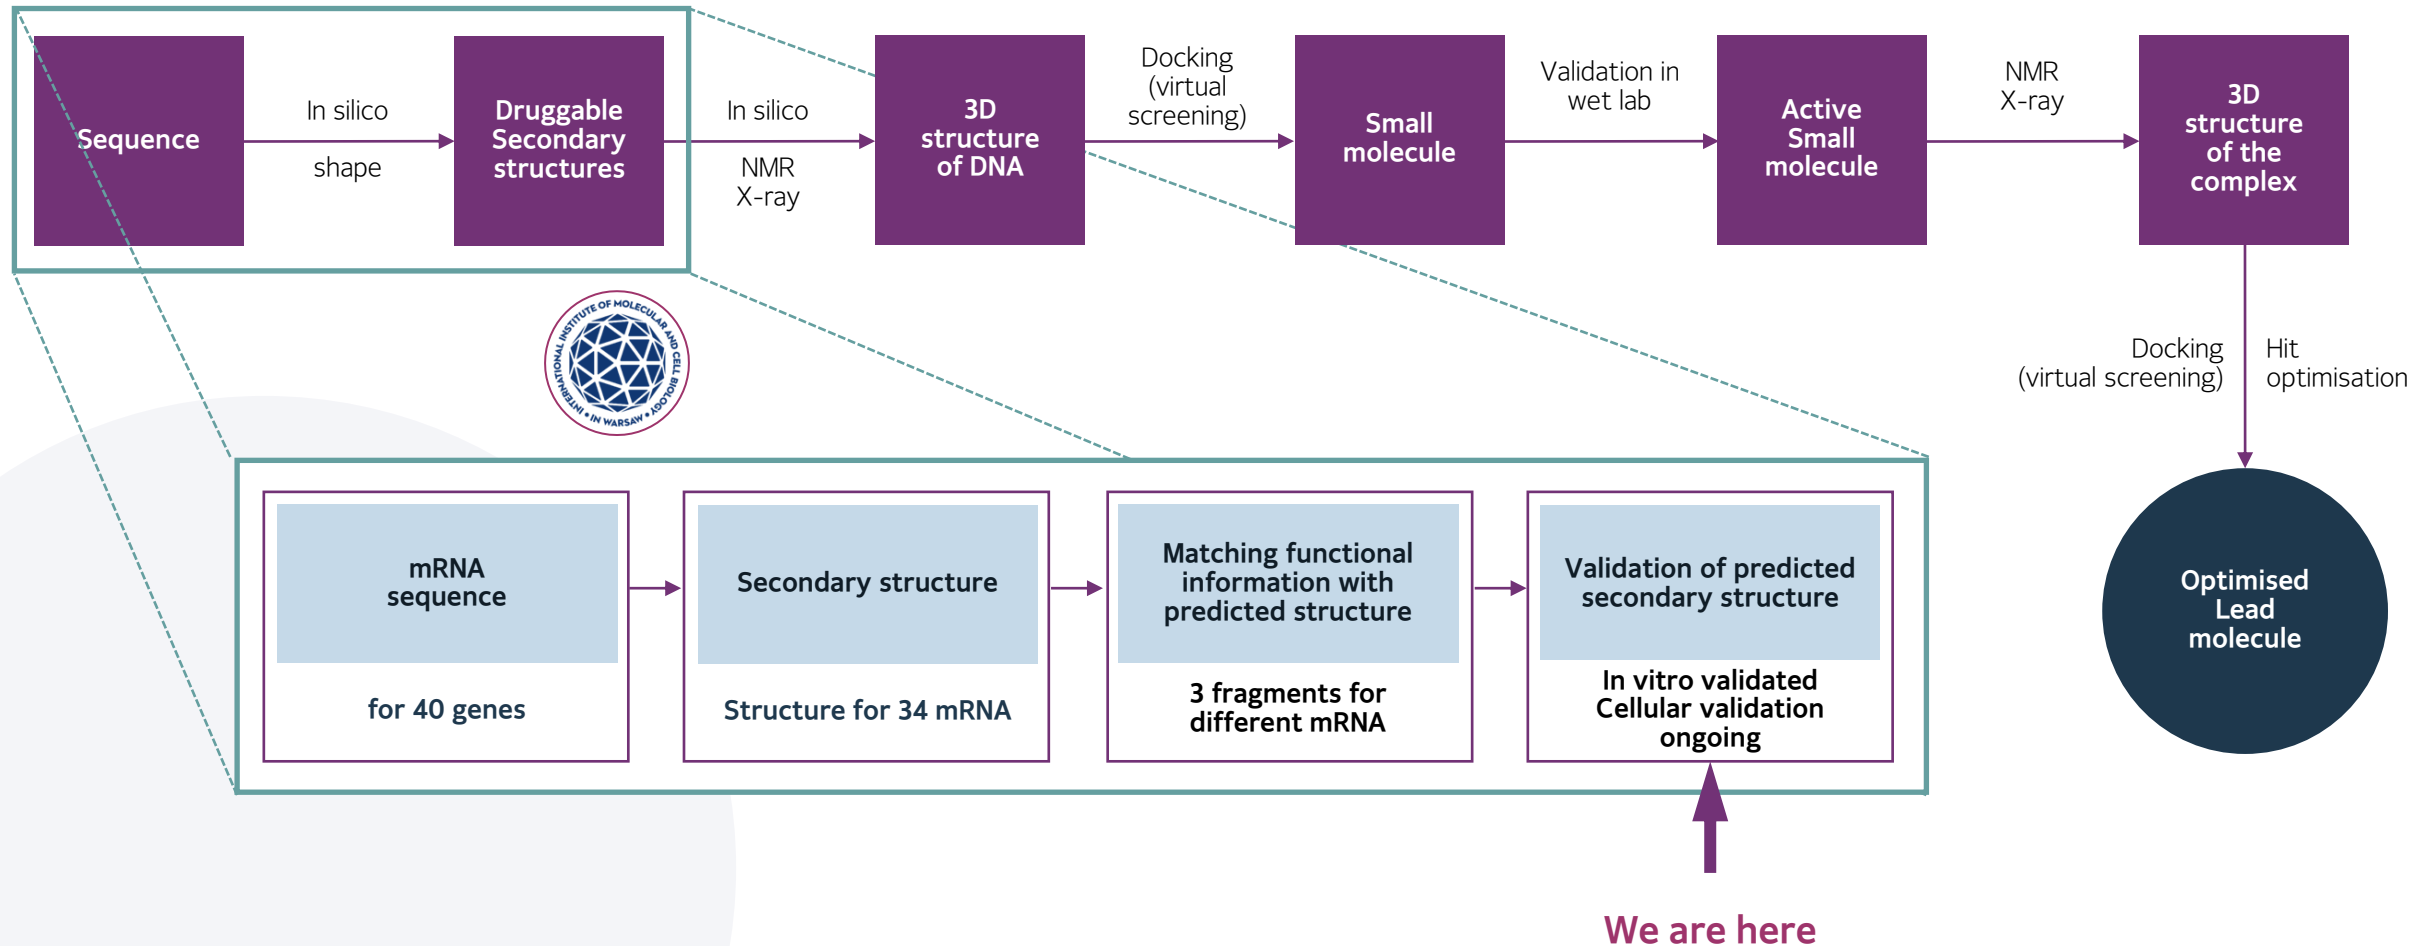 Sequence
In silico
shape
Druggable
Secondary
structures
In silico
NMR
X-ray
3D
structure
of DNA
Docking
(virtual
screening)
Small
molecule
Validation in
wet lab
Active
Small
molecule
NMR
X-ray
3D
structure
of the
complex
Docking
(virtual screening)
Hit
optimisation
Optimised
Lead
molecule
INTERNATIONAL INSTITUTE OF MOLECULAR AND CELL BIOLOGY
• IN WARSAW •
mRNA
sequence
for 40 genes
Secondary structure
Structure for 34 mRNA
Matching functional
information with
predicted structure
3 fragments for
different mRNA
Validation of predicted
secondary structure
In vitro validated
Cellular validation
ongoing
We are here